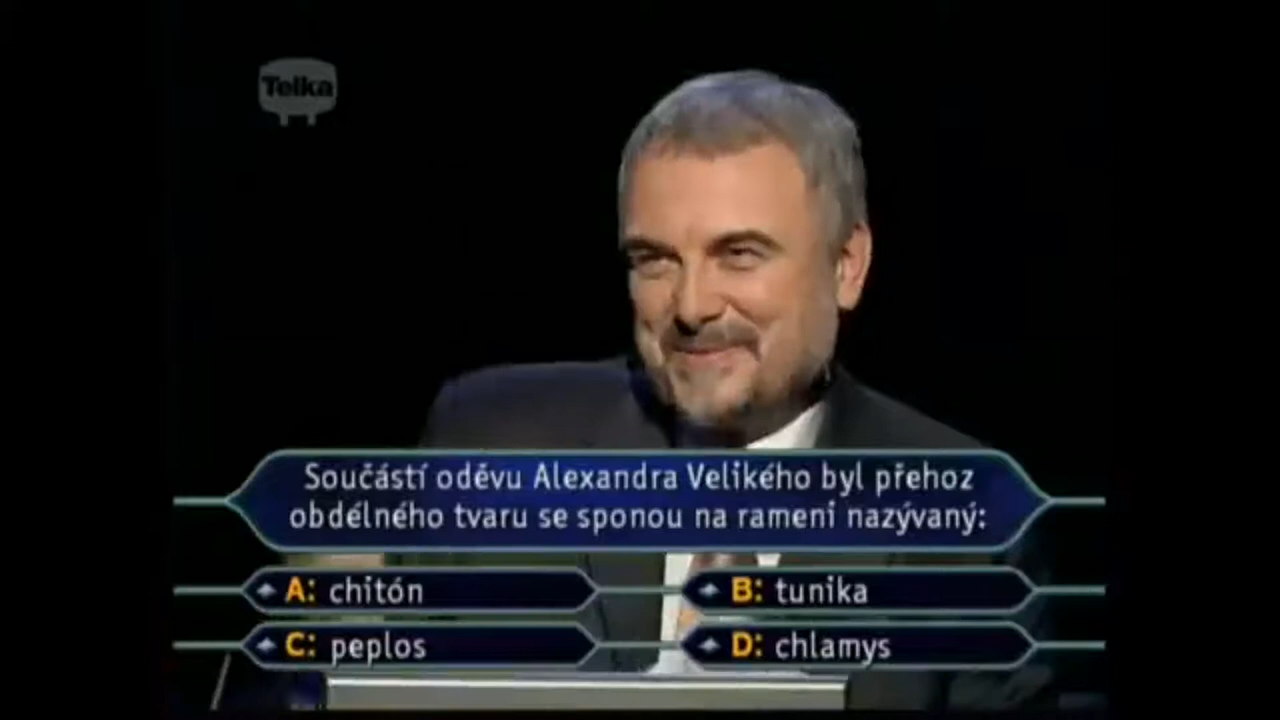 Telka
Součástí oděvu Alexandra Velikého byl přehoz
obdélného tvaru se sponou na rameni nazývaný:
A: chitón
B: tunika
C: peplos
D: chlamys